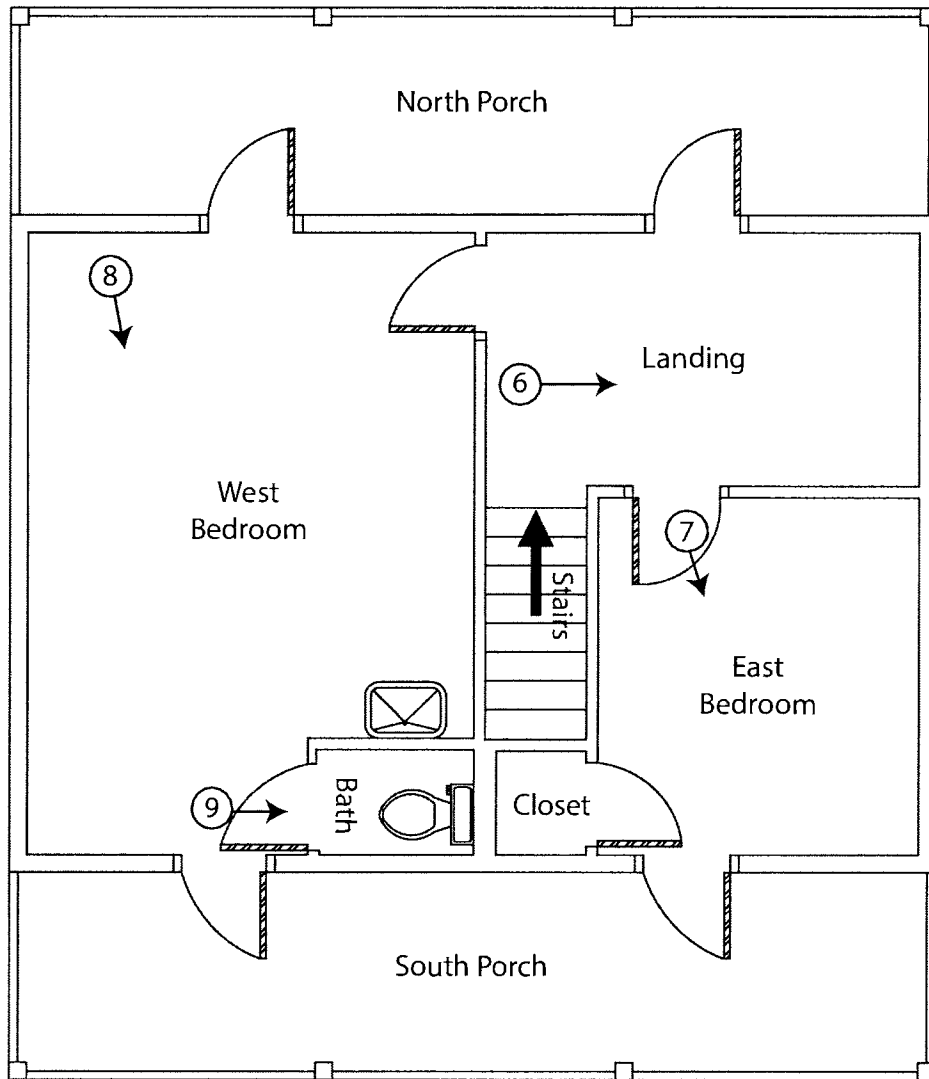 North Porch
8
6
Landing
West
Bedroom
7
Stairs
East
Bedroom
9
Bath
Closet
South Porch